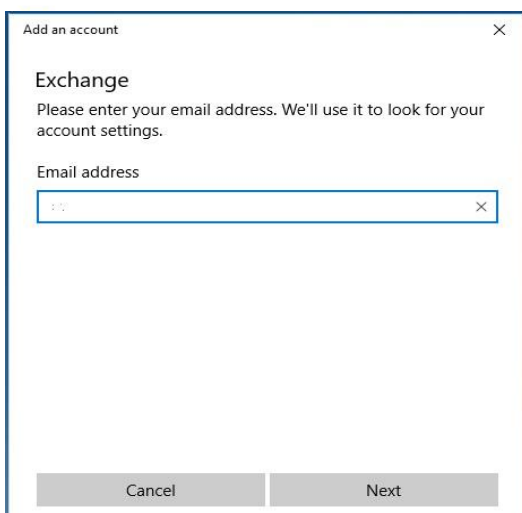 Add an account
Exchange
Please enter your email address. We'll use it to look for your
account settings.
Email address
Cancel
Next